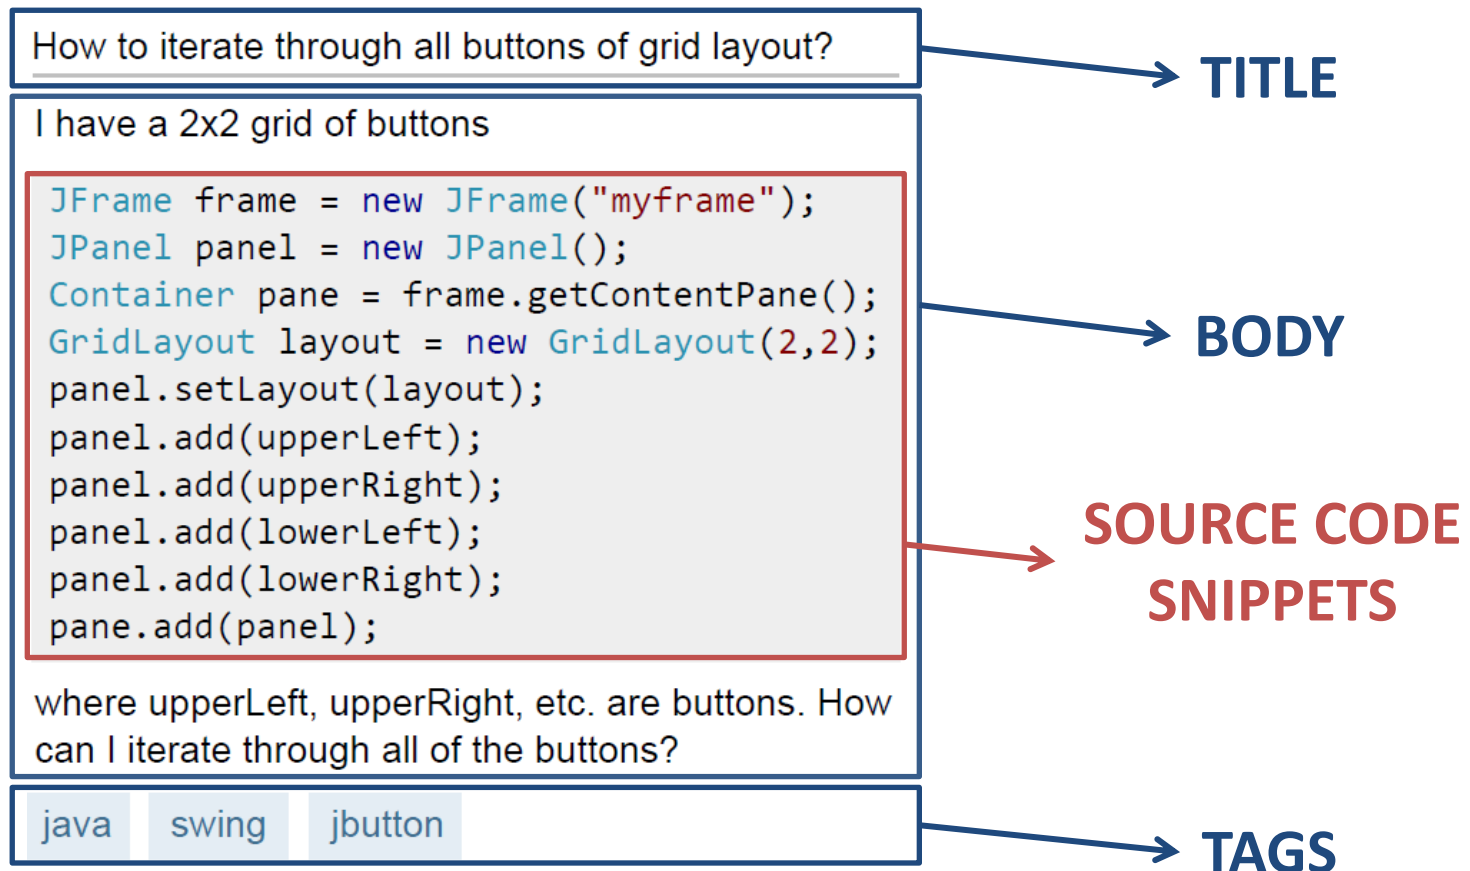 How to iterate through all buttons of grid layout?
TITLE
I have a 2x2 grid of buttons
JFrame frame = new JFrame("myframe");
JPanel panel = new JPanel();
Container pane = frame.getContentPane();
GridLayout layout = new GridLayout(2,2);
panel.setLayout(layout);
panel.add(upperLeft);
panel.add(upperRight);
panel.add(lowerLeft);
panel.add(lowerRight);
pane.add(panel);
where upperLeft, upperRight, etc. are buttons. How
can I iterate through all of the buttons?
BODY
SOURCE CODE
SNIPPETS
java swing jbutton
TAGS